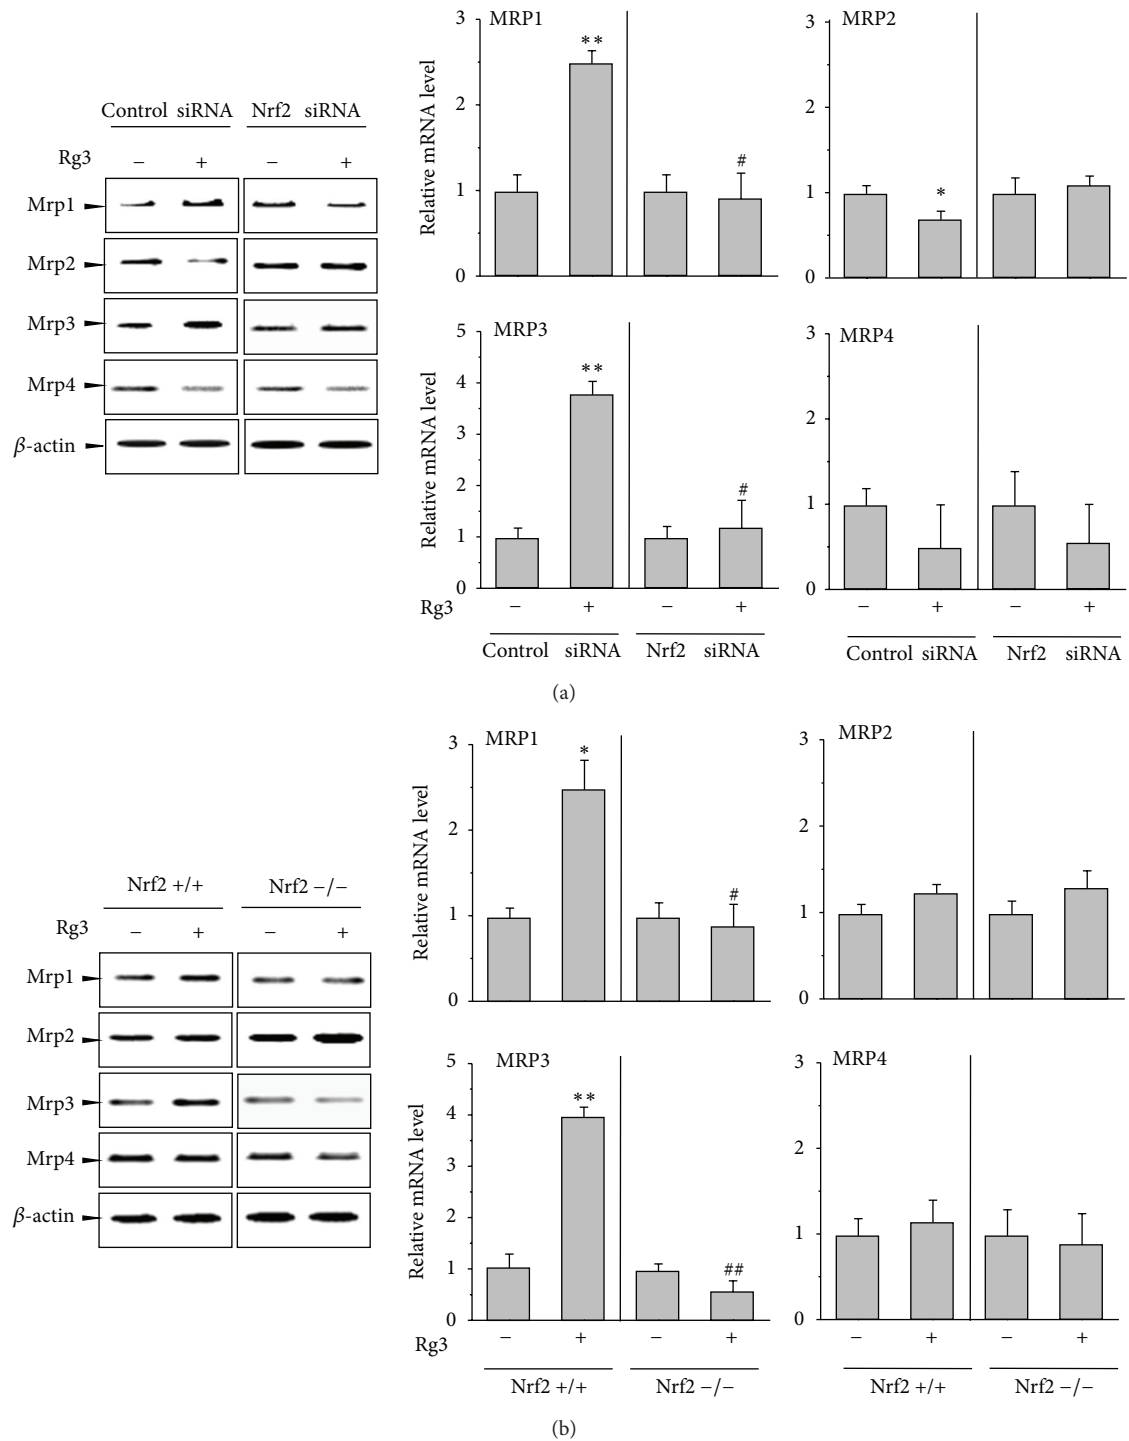 Control siRNA Nrf2 siRNA
Rg3 − + − +
Mrp1
Mrp2
Mrp3
Mrp4
β-actin
MRP1
Relative mRNA level
3
2
1
0
** #
MRP2
3
2
1
0
*
MRP3
Relative mRNA level
5
4
3
2
1
0
** #
Rg3 − + − +
Control siRNA Nrf2 siRNA
MRP4
3
2
1
0
− + − +
Control siRNA Nrf2 siRNA
(a)
Nrf2 +/+ Nrf2 −/−
Rg3 − + − +
Mrp1
Mrp2
Mrp3
Mrp4
β-actin
MRP1
Relative mRNA level
3
2
1
0
* #
MRP2
3
2
1
0
MRP3
Relative mRNA level
5
4
3
2
1
0
** ##
Rg3 − + − +
Nrf2 +/+ Nrf2 −/−
MRP4
3
2
1
0
− + − +
Nrf2 +/+ Nrf2 −/−
(b)